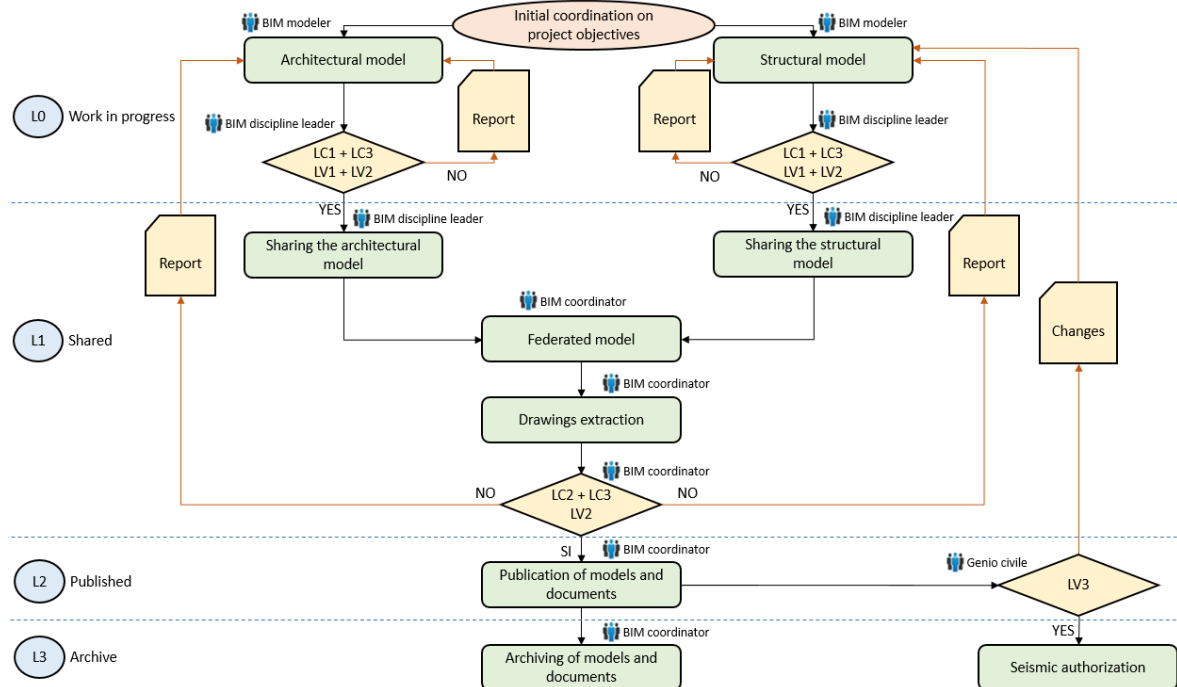 Initial coordination on
project objectives
BIM modeler
BIM modeler
Architectural model
Structural model
L0
Work in progress
Report
Report
BIM discipline leader
BIM discipline leader
LC1 + LC3
LV1 + LV2
NO
LC1 + LC3
LV1 + LV2
NO
YES
BIM discipline leader
YES
BIM discipline leader
Sharing the architectural
model
Sharing the structural
model
Report
Report
BIM coordinator
L1
Shared
Federated model
Changes
BIM coordinator
Drawings extraction
BIM coordinator
NO
LC2 + LC3
LV2
NO
SI
BIM coordinator
Genio civile
L2
Published
Publication of models and
documents
LV3
YES
BIM coordinator
L3
Archive
Archiving of models and
documents
Seismic authorization